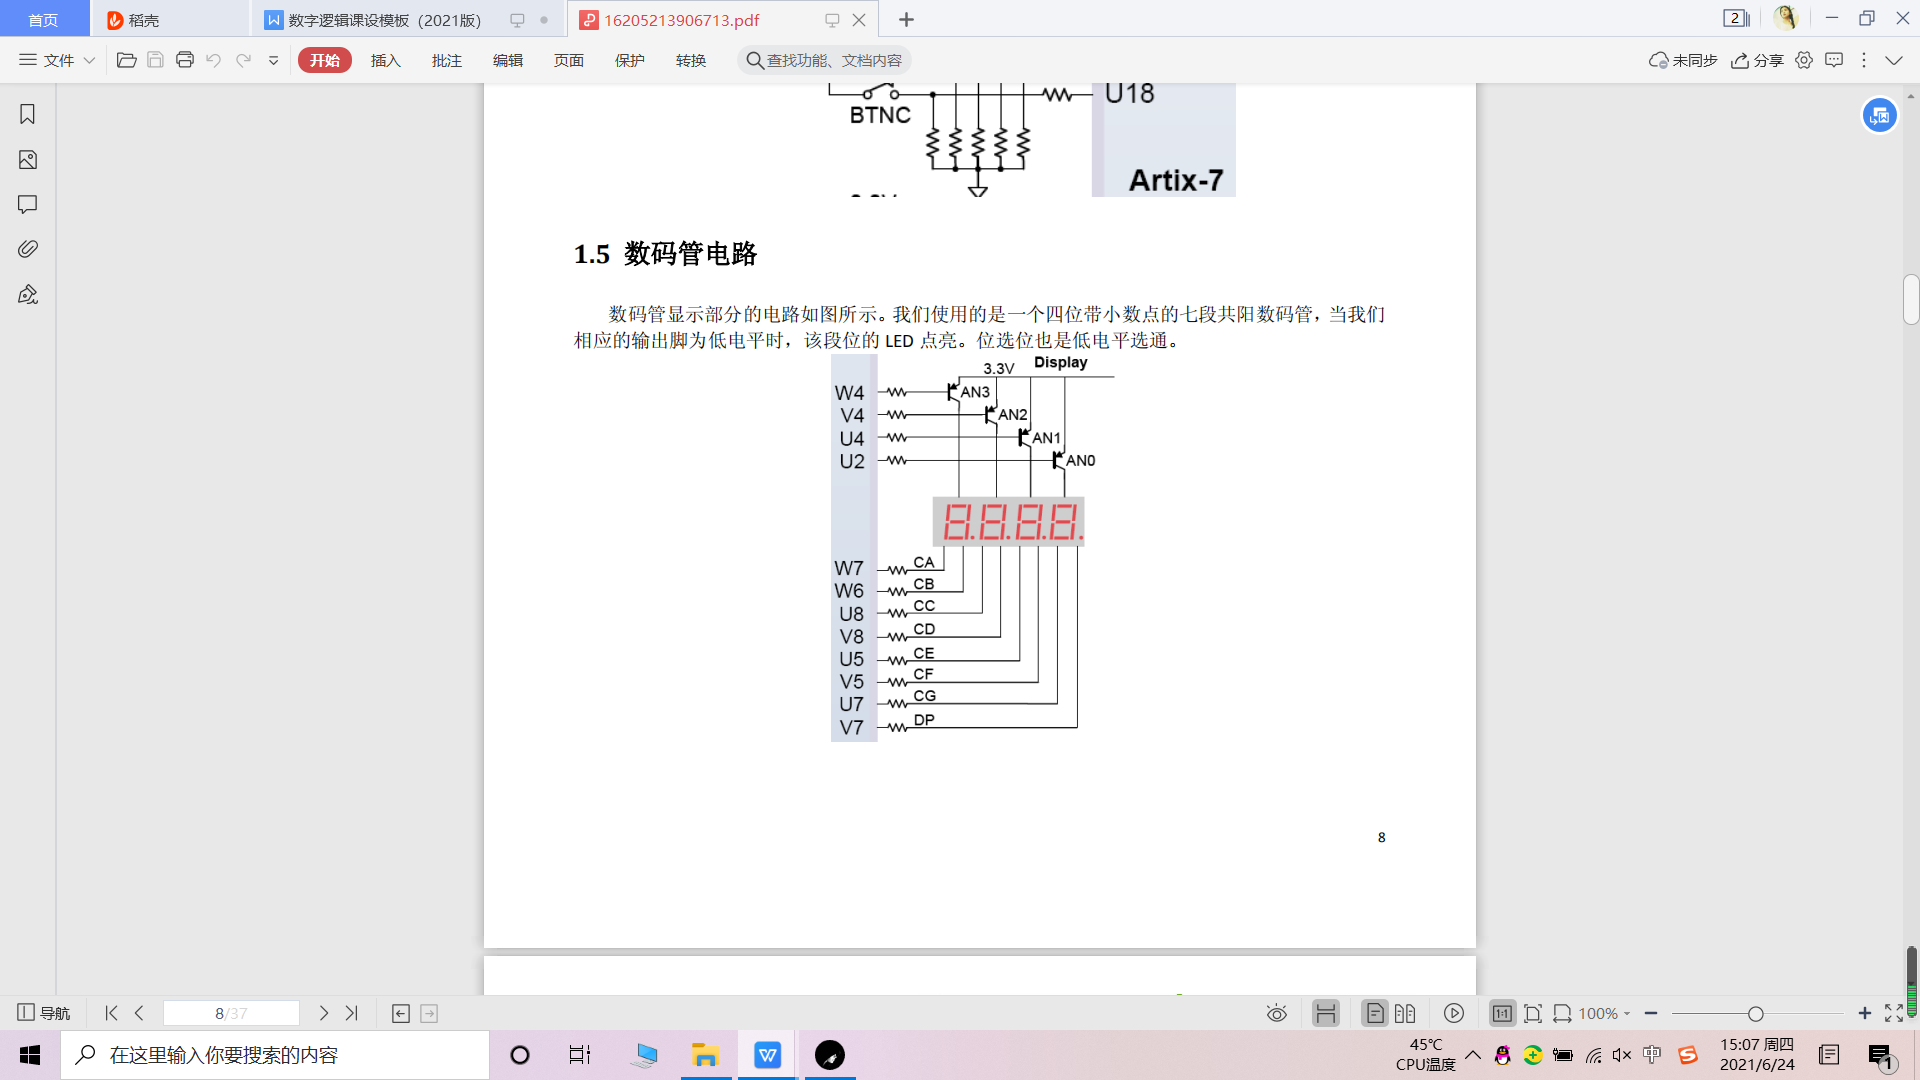 首页
稻壳
数字逻辑课设模板（2021版）
16205213906713.pdf
2
文件
开始
插入
批注
编辑
页面
保护
转换
查找功能、文档内容
未同步
分享
BTNC
U18
Artix-7
1.5 数码管电路
数码管显示部分的电路如图所示。我们使用的是一个四位带小数点的七段共阳数码管，当我们
相应的输出脚为低电平时，该段位的 LED 点亮。位选位也是低电平选通。
3.3V
Display
W4
AN3
V4
AN2
U4
AN1
U2
AN0
8.8.8.8.
W7
CA
W6
CB
U8
CC
V8
CD
U5
CE
V5
CF
U7
CG
V7
DP
8
导航
8/37
1:1
100%
在这里输入你要搜索的内容
45℃
CPU温度
中
15:07 周四
2021/6/24
1